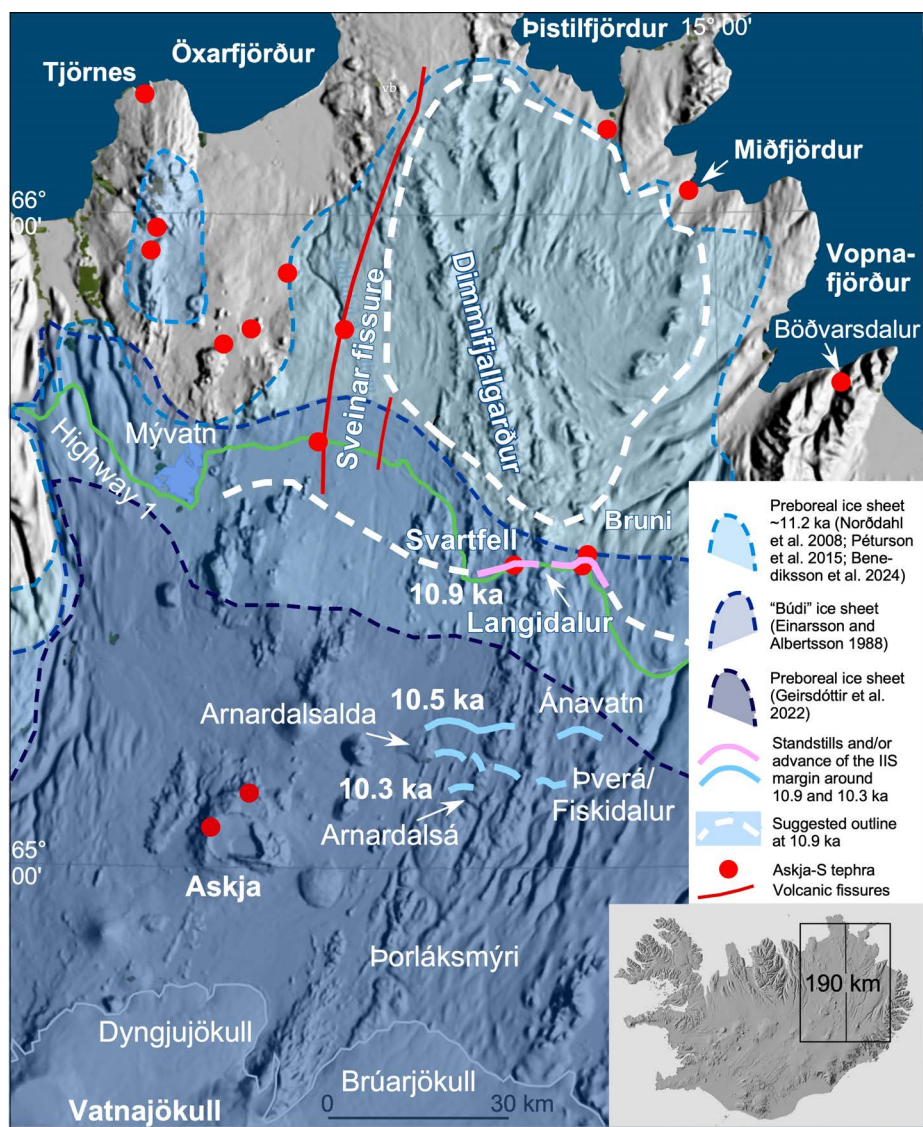 Þistilfjördur
15° 00'
Öxarfjörður
Tjörnes
vb
Miðfjördur
66°
00'
Vopna-
fjörður
Dimmifjallgarður
Sveinar fissure
Böðvarsdalur
Mývatn
Highway 1
Bruni
Svartfell
10.9 ka
Langidalur
10.5 ka
Ánavatn
Arnardalsalda
10.3 ka
Þverá/
Fiskidalur
Arnardalsá
65°
00'
Askja
Þorláksmýri
Dyngjujökull
Brúarjökull
Vatnajökull
0 30 km
Preboreal ice sheet
~11.2 ka (Norðdahl
et al. 2008; Péturson
et al. 2015; Bene-
diksson et al. 2024)
"Búdi" ice sheet
(Einarsson and
Albertsson 1988)
Preboreal ice sheet
(Geirsdóttir et al.
2022)
Standstills and/or
advance of the IIS
margin around
10.9 and 10.3 ka
Suggested outline
at 10.9 ka
Askja-S tephra
Volcanic fissures
190 km